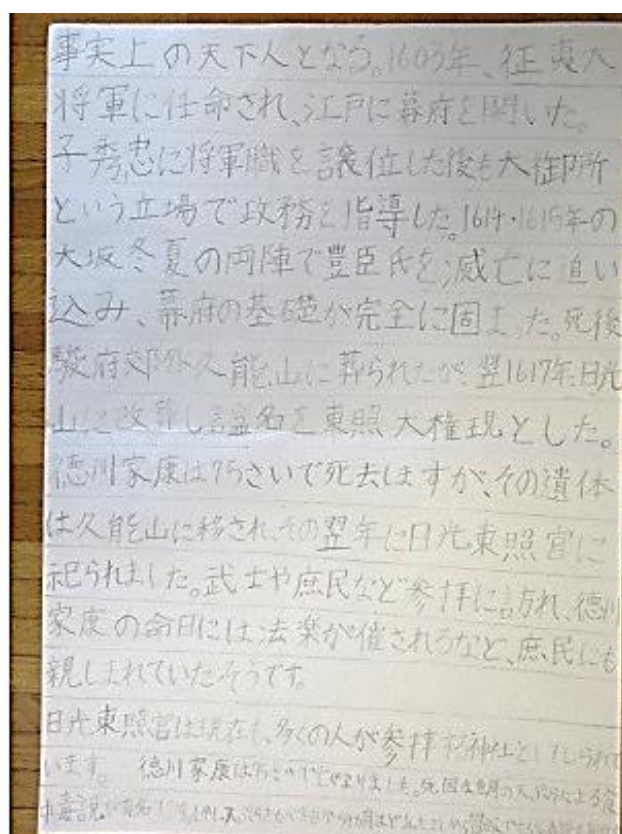 事実上の天下人となる。1603年、征夷大
将軍に任命され、江戸に幕府を開いた。
子秀忠に将軍職を譲位した後も大御所
という立場で政務を指導した。1614・1615年の
大坂冬夏の両陣で豊臣氏を滅亡に追い
込み、幕府の基礎が完全に固まった。死後
駿府郊外久能山に葬られたが、翌1617年日光
山に改葬し諡名を東照大権現とした。
徳川家康は75さいで死去しますが、その遺体
は久能山に移され、その翌年に日光東照宮に
祀られました。武士や庶民など参拝に訪れ、徳川
家康の命日には法楽が催されるなど、庶民にも
親しまれていたそうです。
日光東照宮は現在も、多くの人が参拝する神社としてしられて
います。 徳川家康は75さいで
中毒説が有名